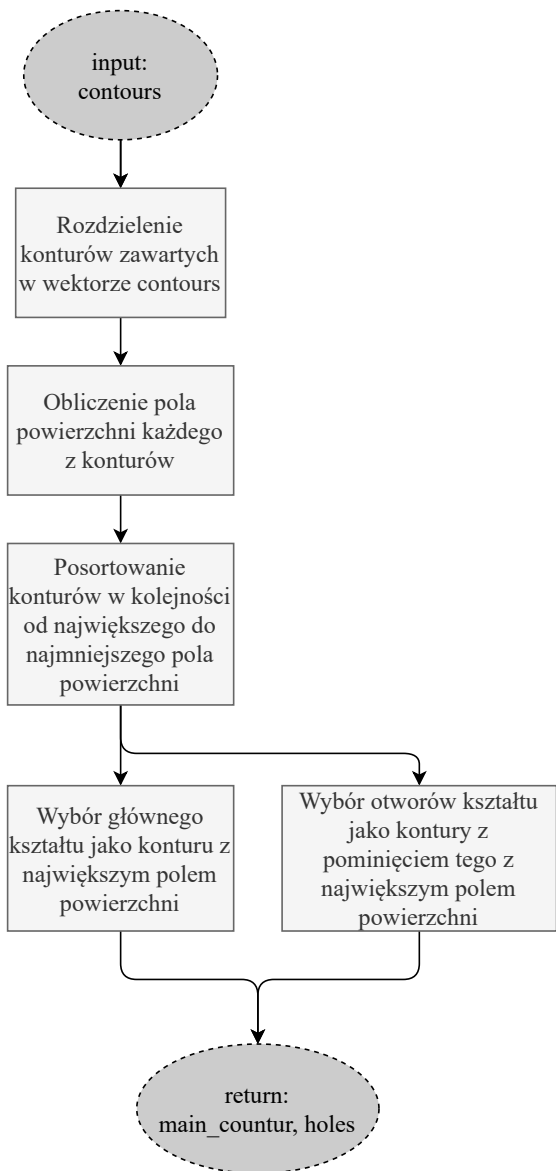 input:
contours
Rozdzielenie
konturów zawartych
w wektorze contours
Obliczenie pola
powierzchni każdego
z konturów
Posortowanie
konturów w kolejności
od największego do
najmniejszego pola
powierzchni
Wybór głównego
kształtu jako konturu z
największym polem
powierzchni
Wybór otworów kształtu
jako kontury z
pominięciem tego z
największym polem
powierzchni
return:
main_countur, holes